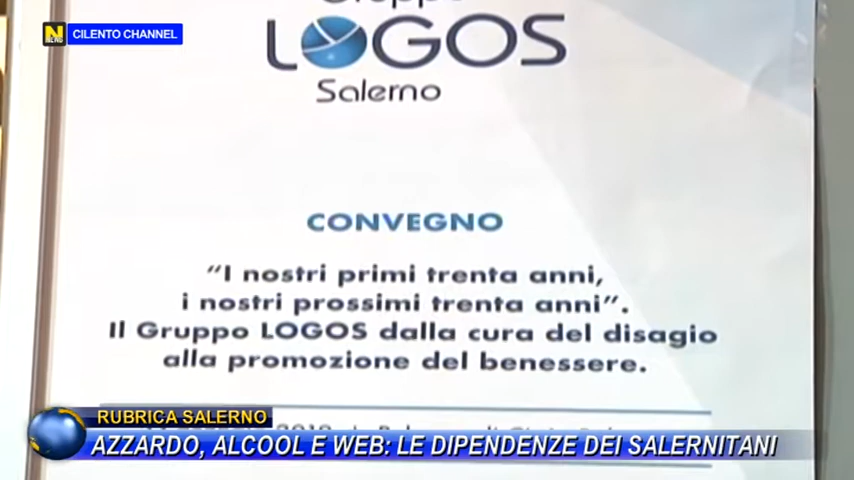 N
CILENTO CHANNEL
Gruppo
LOGOS
Salerno
CONVEGNO
"I nostri primi trenta anni,
i nostri prossimi trenta anni".
Il Gruppo LOGOS dalla cura del disagio
alla promozione del benessere.
RUBRICA SALERNO
AZZARDO, ALCOOL E WEB: LE DIPENDENZE DEI SALERNITANI